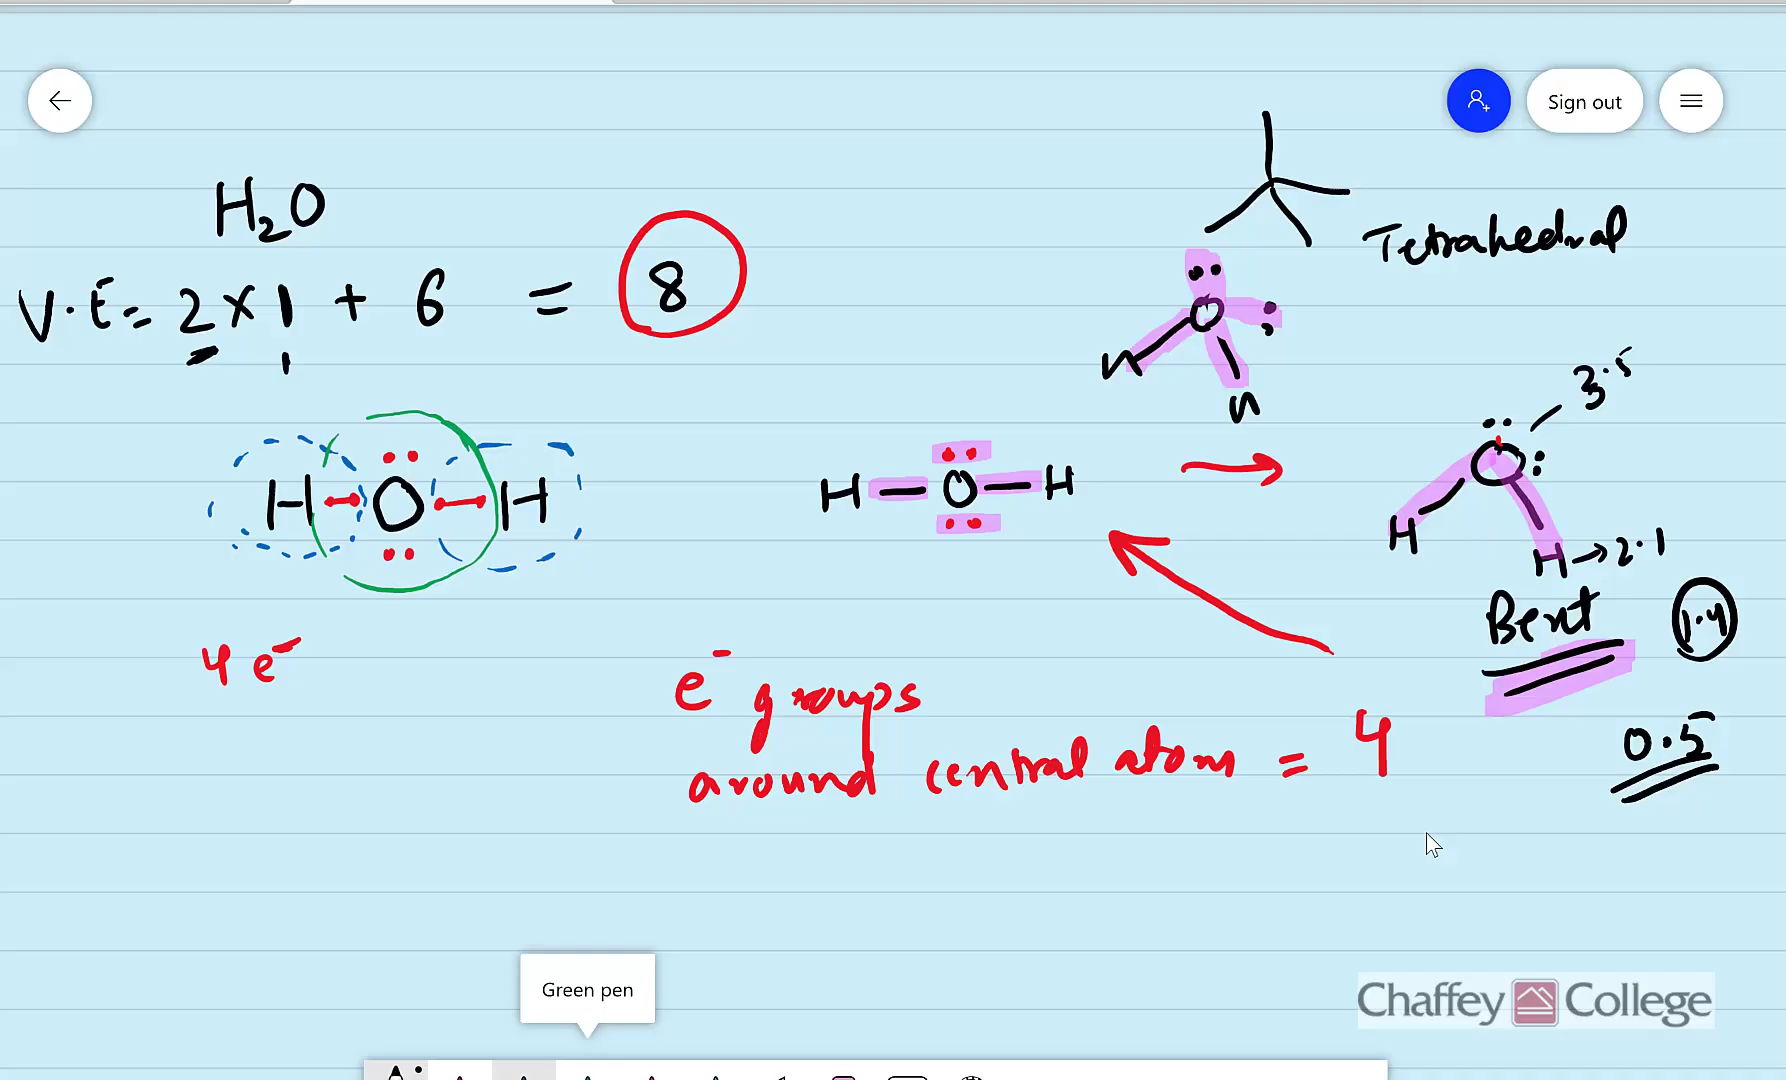 Sign out
H₂O
V.E = 2 x 1 + 6 = 8
1
Tetrahedral
O
H
H
H O H
H O H
3.5
O
H
H → 2.1
Bent
1.4
0.5
4 e⁻
e⁻ groups
around central atom = 4
Green pen
Chaffey College